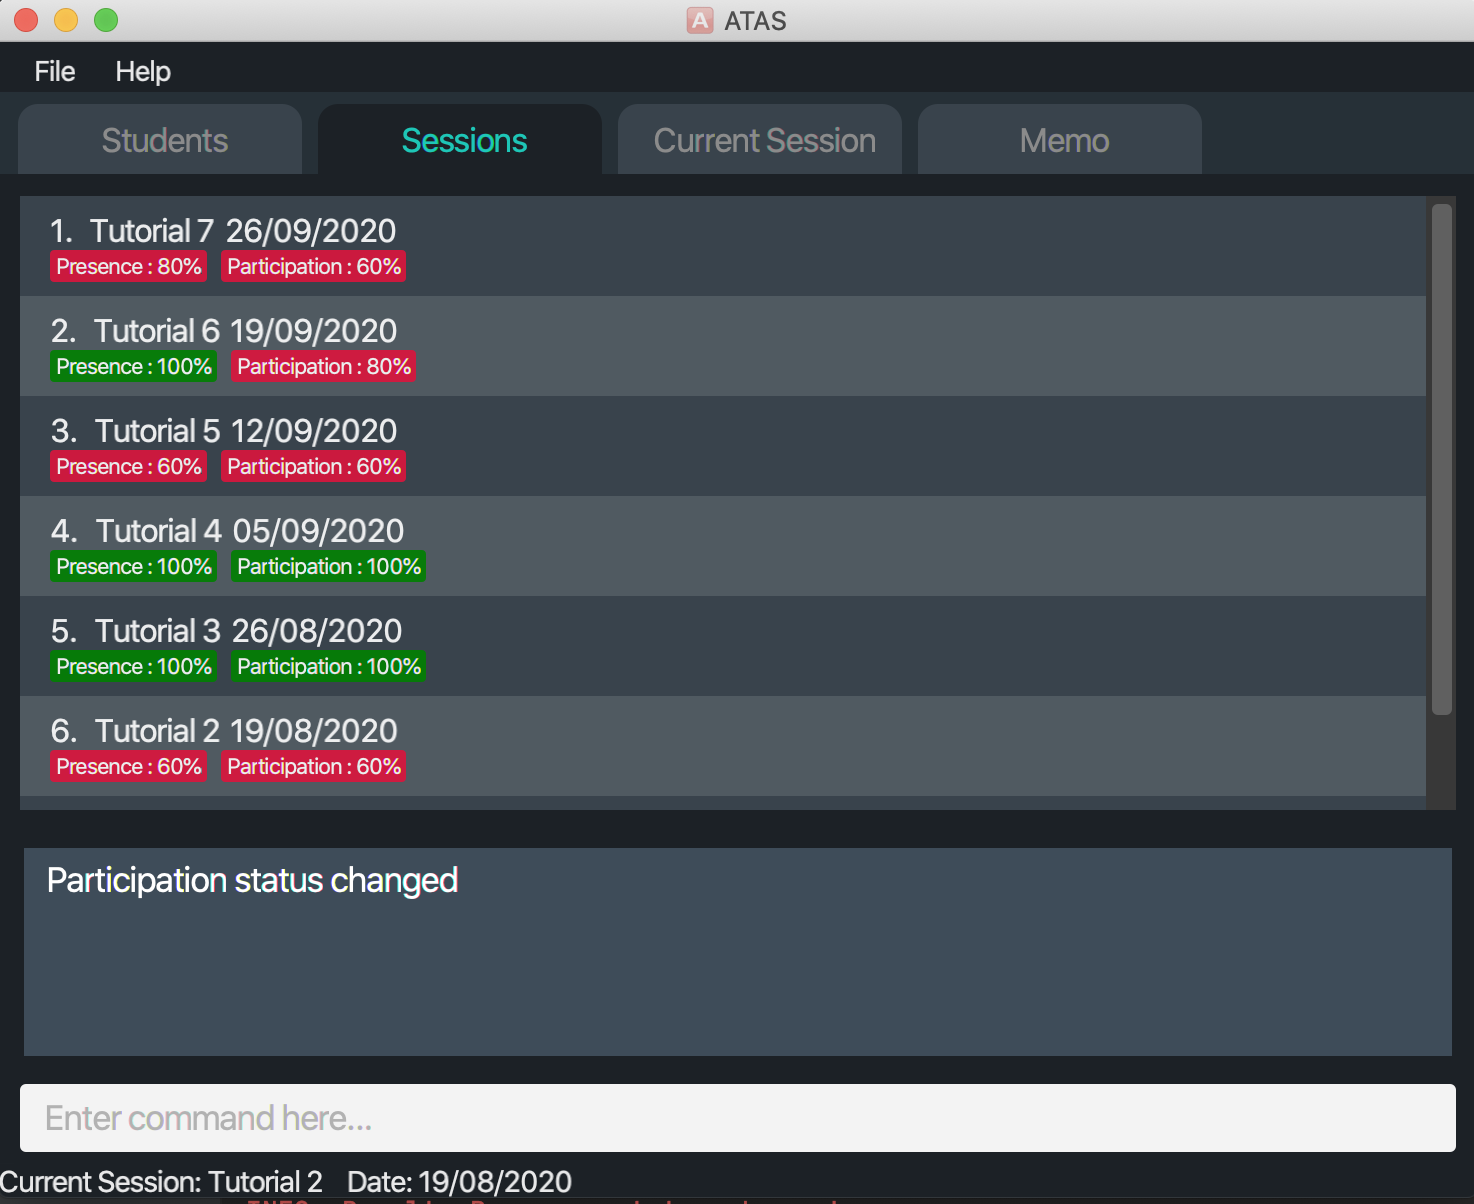 A ATAS
File Help
Students Sessions Current Session Memo
1. Tutorial 7 26/09/2020
Presence : 80% Participation : 60%
2. Tutorial 6 19/09/2020
Presence : 100% Participation : 80%
3. Tutorial 5 12/09/2020
Presence : 60% Participation : 60%
4. Tutorial 4 05/09/2020
Presence : 100% Participation : 100%
5. Tutorial 3 26/08/2020
Presence : 100% Participation : 100%
6. Tutorial 2 19/08/2020
Presence : 60% Participation : 60%
Participation status changed
Enter command here...
Current Session: Tutorial 2 Date: 19/08/2020